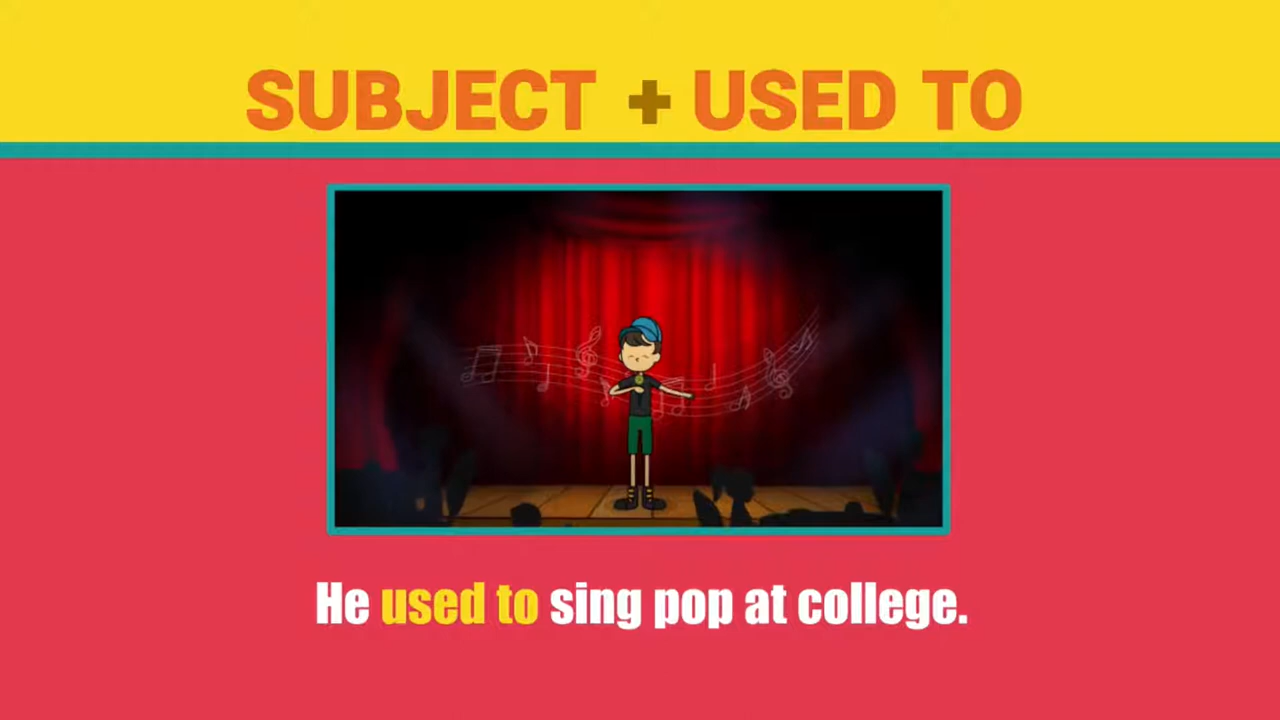 SUBJECT + USED TO
He used to sing pop at college.